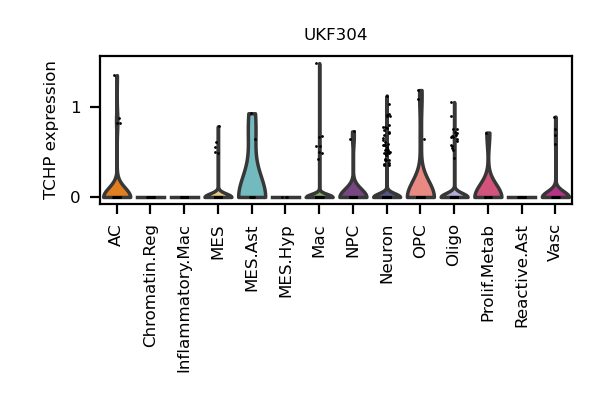 UKF304
TCHP expression
1
0
AC
Chromatin.Reg
Inflammatory.Mac
MES
MES.Ast
MES.Hyp
Mac
NPC
Neuron
OPC
Oligo
Prolif.Metab
Reactive.Ast
Vasc